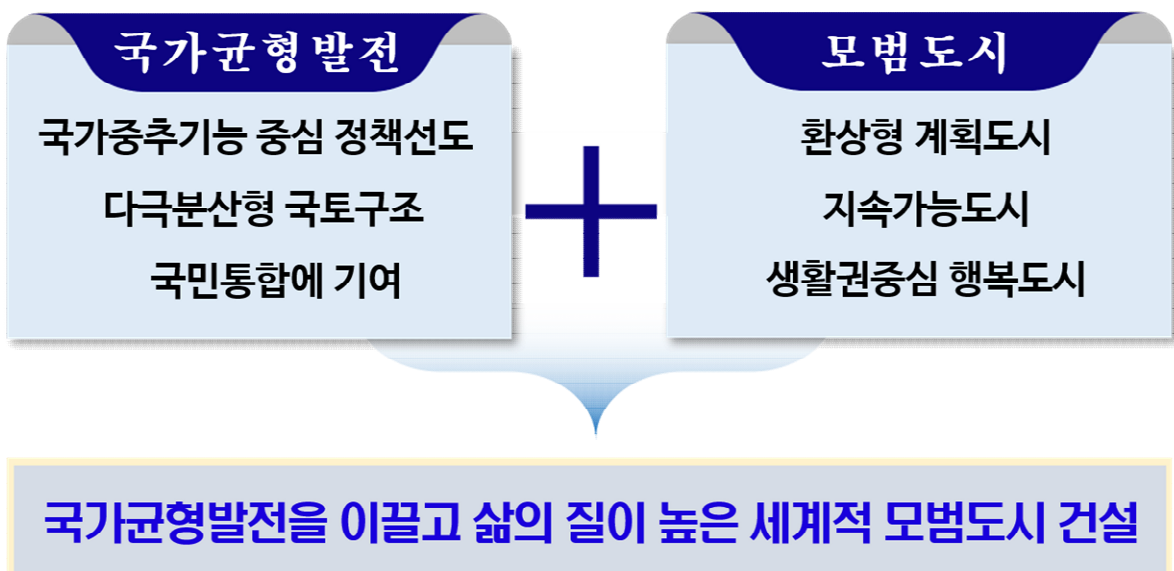 국가균형발전
국가중추기능 중심 정책선도
다극분산형 국토구조
국민통합에 기여
모범도시
환상형 계획도시
지속가능도시
생활권중심 행복도시
국가균형발전을 이끌고 삶의 질이 높은 세계적 모범도시 건설